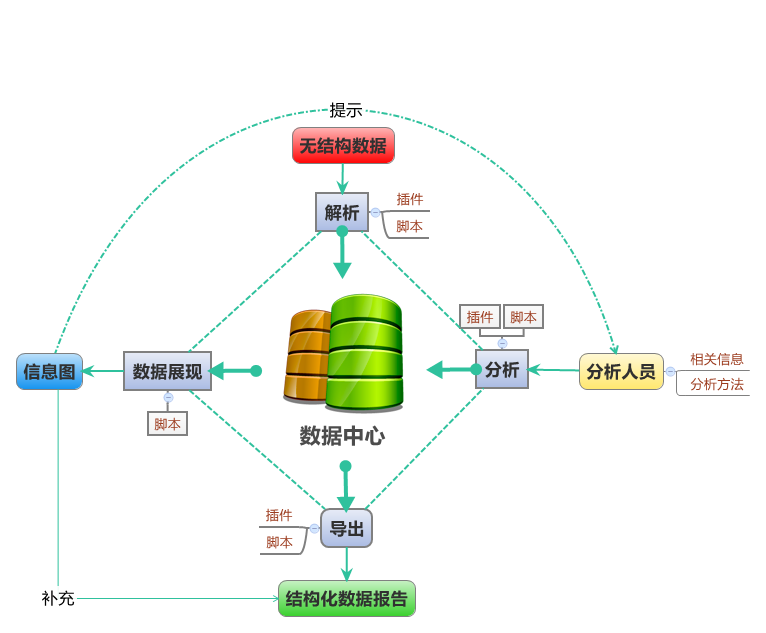 提示
无结构数据
解析
插件
脚本
插件
脚本
信息图
数据展现
分析
分析人员
相关信息
分析方法
脚本
数据中心
插件
脚本
导出
补充
结构化数据报告